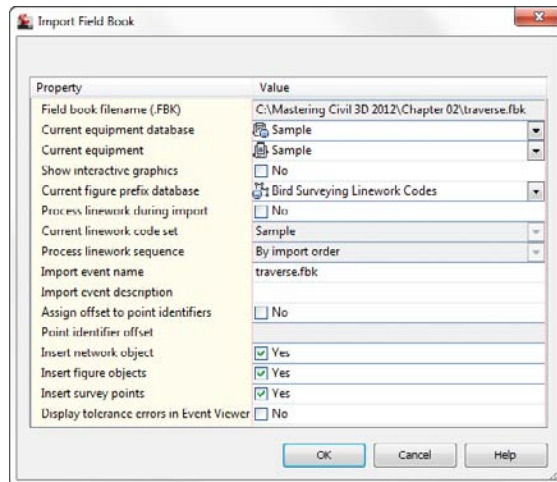 Import Field Book
Property Value
Field book filename (.FBK) C:\Mastering Civil 3D 2012\Chapter 02\traverse.fbk
Current equipment database Sample
Current equipment Sample
Show interactive graphics No
Current figure prefix database Bird Surveying Linework Codes
Process linework during import No
Current linework code set Sample
Process linework sequence By import order
Import event name traverse.fbk
Import event description
Assign offset to point identifiers No
Point identifier offset
Insert network object Yes
Insert figure objects Yes
Insert survey points Yes
Display tolerance errors in Event Viewer No
OK Cancel Help